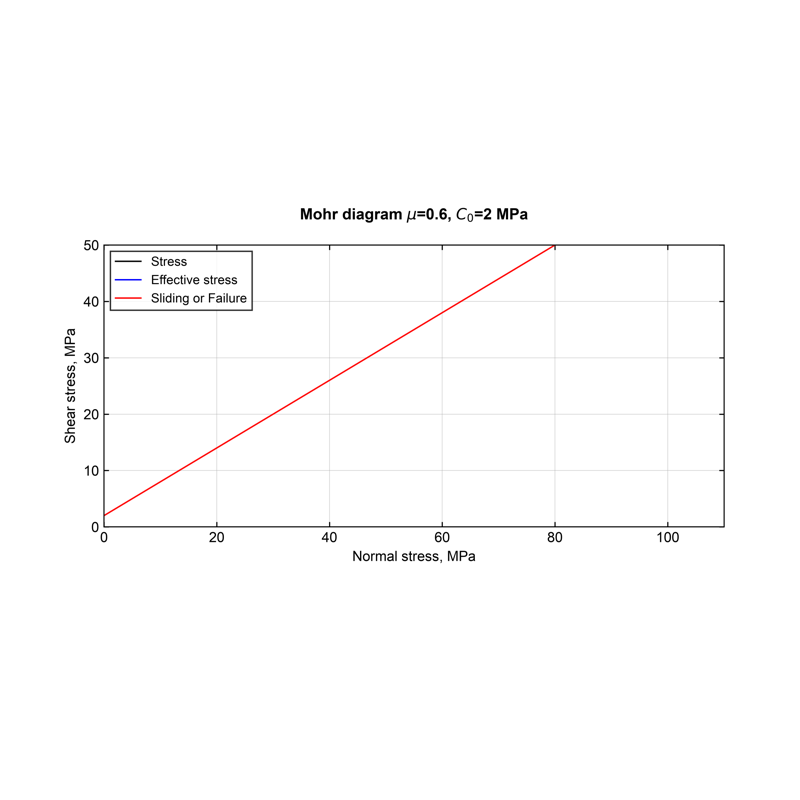 Mohr diagram μ=0.6, C₀=2 MPa
50
40
30
20
10
0
Shear stress, MPa
Stress
Effective stress
Sliding or Failure
0 20 40 60 80 100
Normal stress, MPa